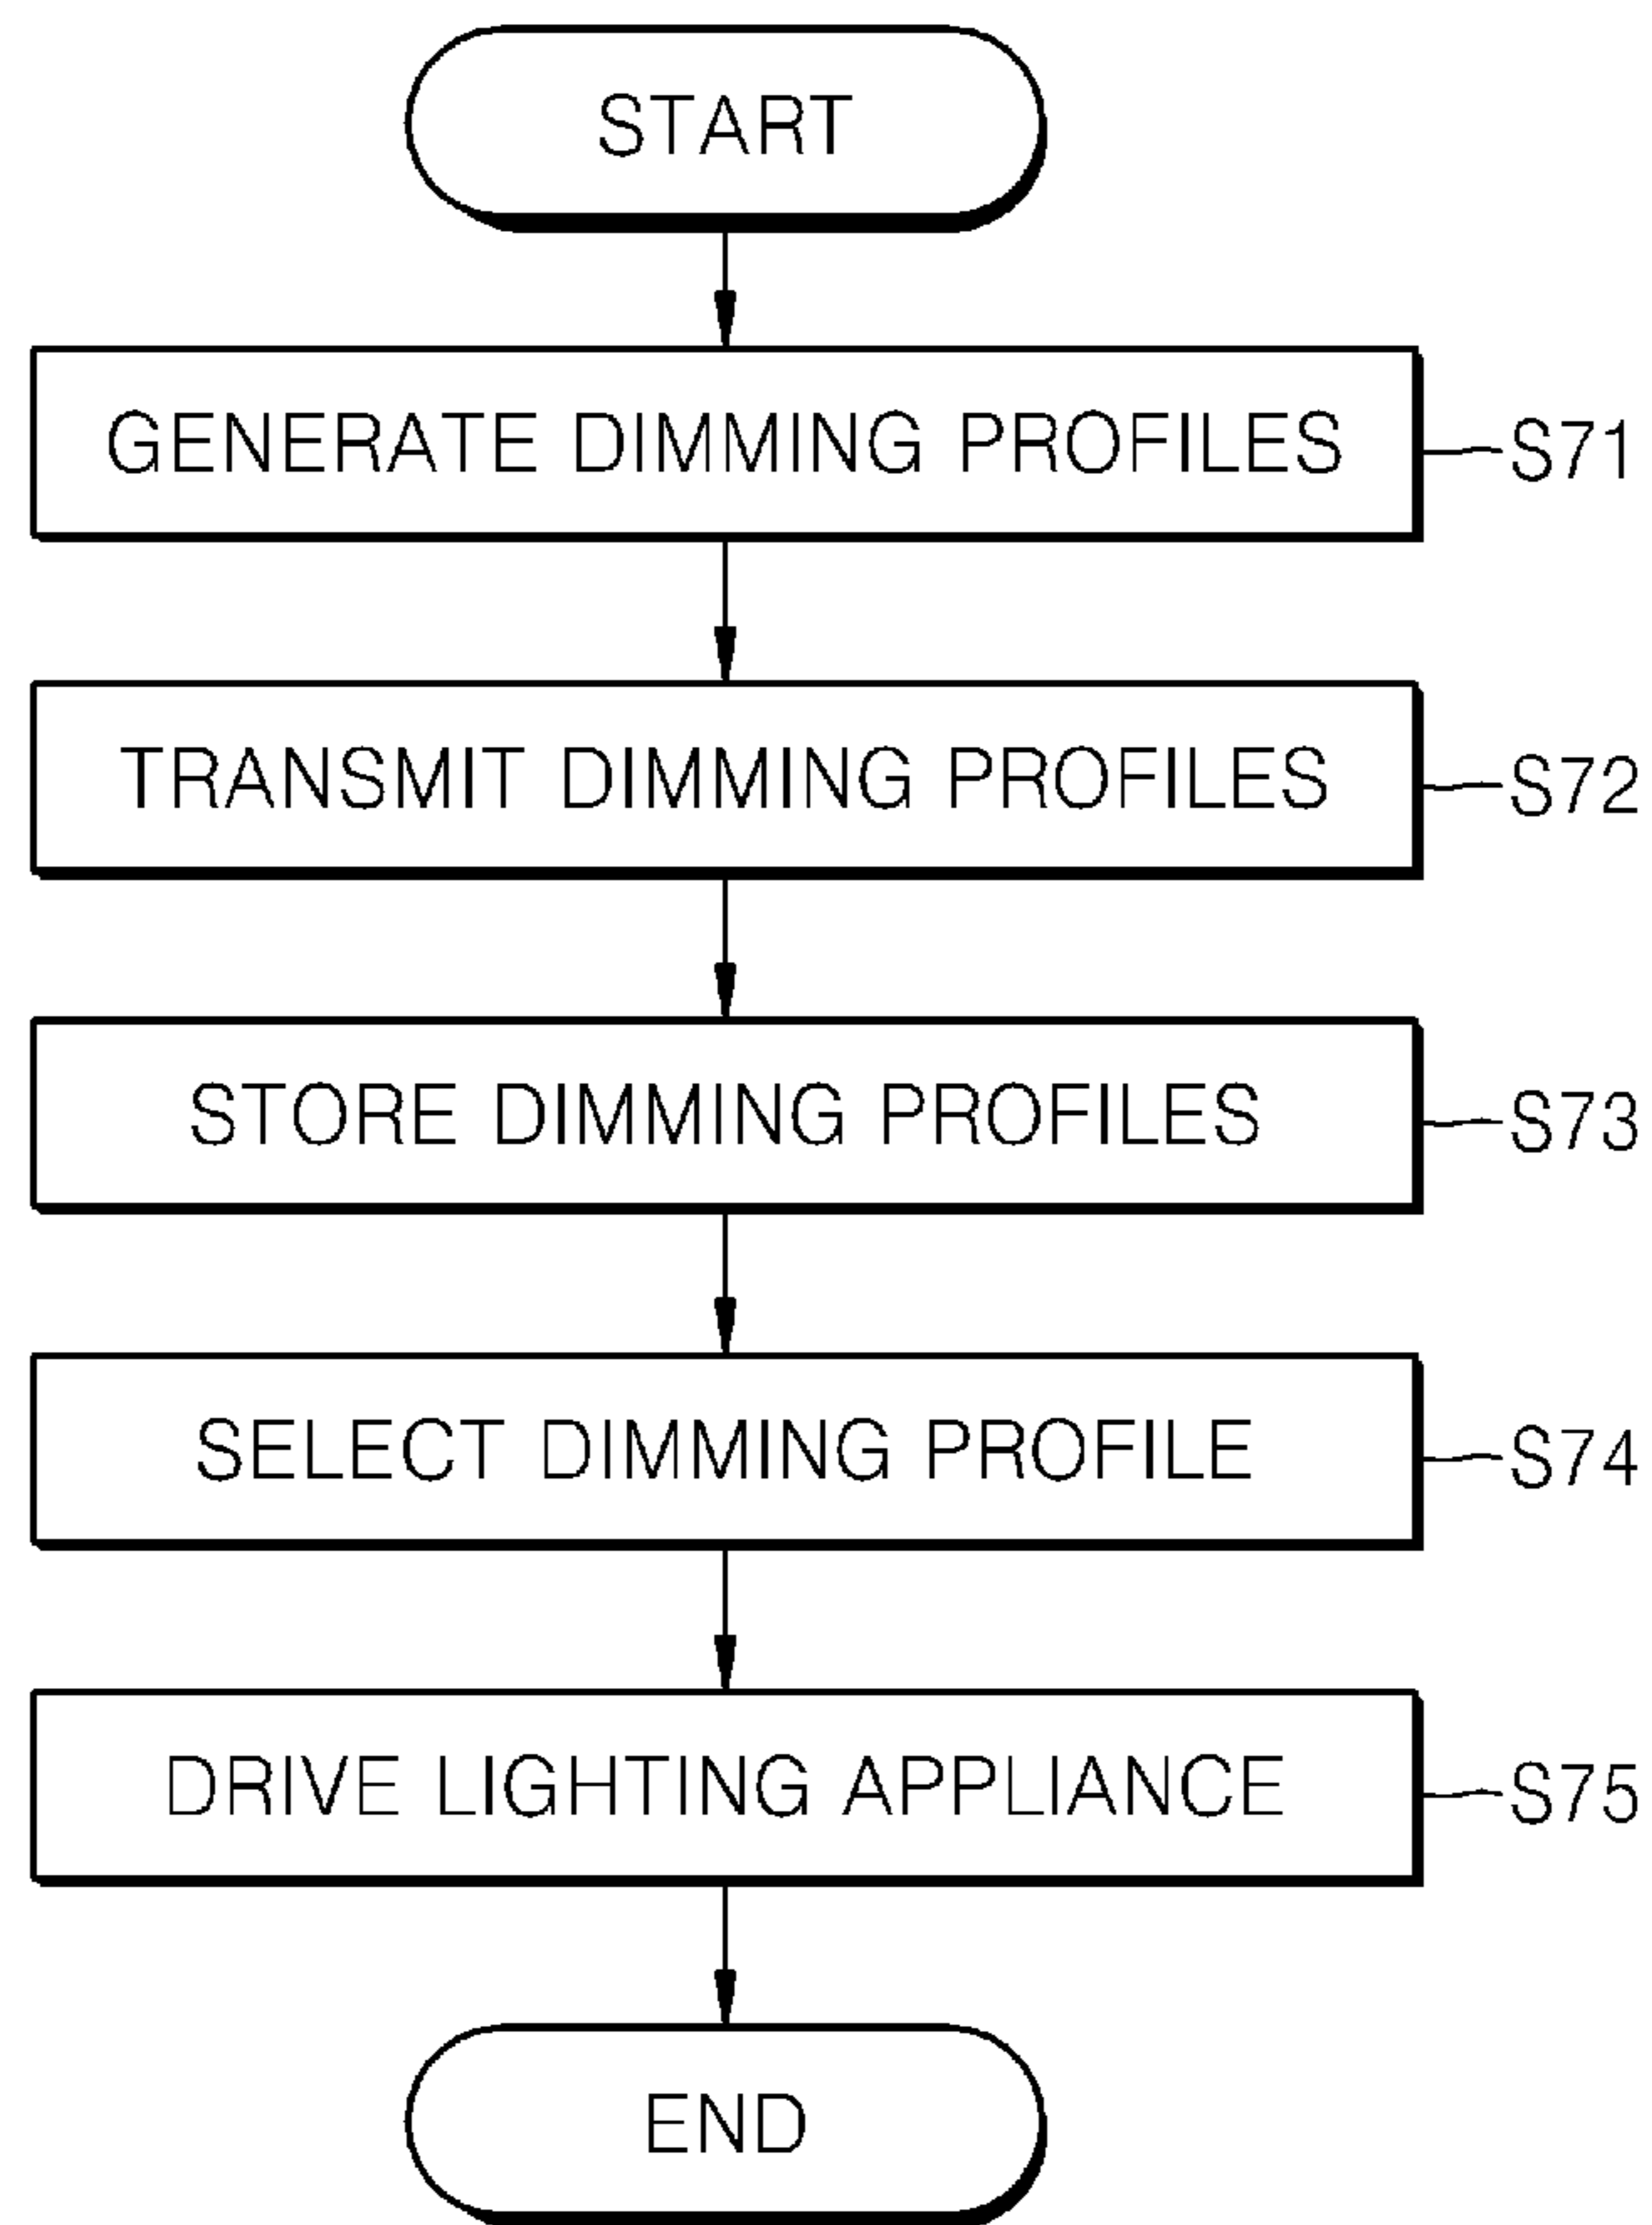 START
GENERATE DIMMING PROFILES
S71
TRANSMIT DIMMING PROFILES
S72
STORE DIMMING PROFILES
S73
SELECT DIMMING PROFILE
S74
DRIVE LIGHTING APPLIANCE
S75
END